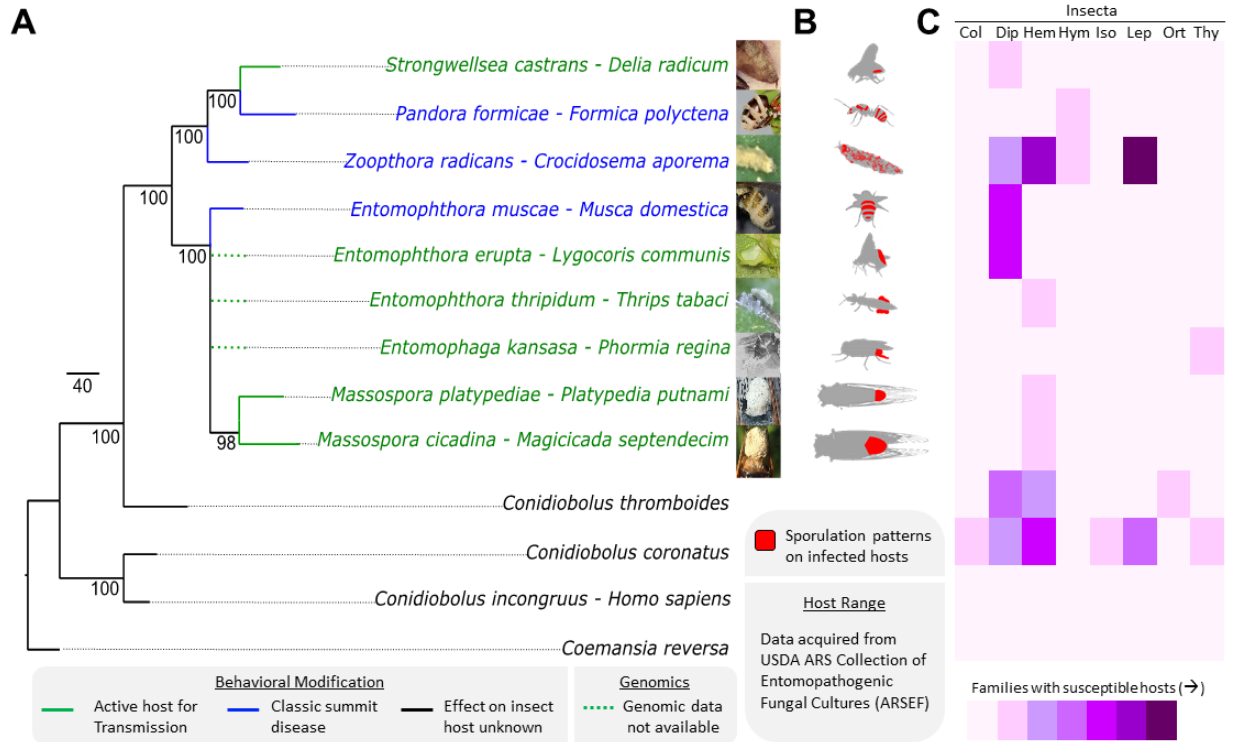 A
B
C
Insecta
Col Dip Hem Hym Iso Lep Ort Thy
Strongwellsea castrans - Delia radicum
100
Pandora formicae - Formica polyctena
100
Zoopthora radicans - Crocidosema aporema
100
Entomophthora muscae - Musca domestica
100
Entomophthora erupta - Lygocoris communis
Entomophthora thripidum - Thrips tabaci
Entomophaga kansasa - Phormia regina
40
Massospora platypediae - Platypedia putnami
100
98
Massospora cicadina - Magicicada septendecim
Conidiobolus thromboides
Conidiobolus coronatus
100
Conidiobolus incongruus - Homo sapiens
Coemansia reversa
Sporulation patterns
on infected hosts
Host Range
Data acquired from
USDA ARS Collection of
Entomopathogenic
Fungal Cultures (ARSEF)
Behavioral Modification
Active host for
Transmission
Classic summit
disease
Effect on insect
host unknown
Genomics
Genomic data
not available
Families with susceptible hosts (→)